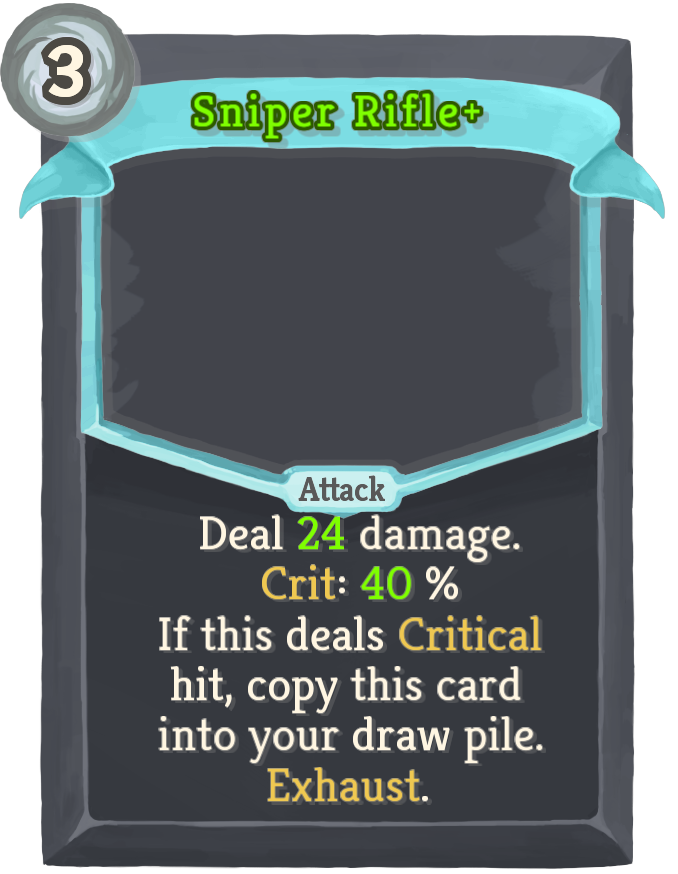 3
Sniper Rifle+
Attack
Deal 24 damage.
Crit: 40 %
If this deals Critical
hit, copy this card
into your draw pile.
Exhaust.